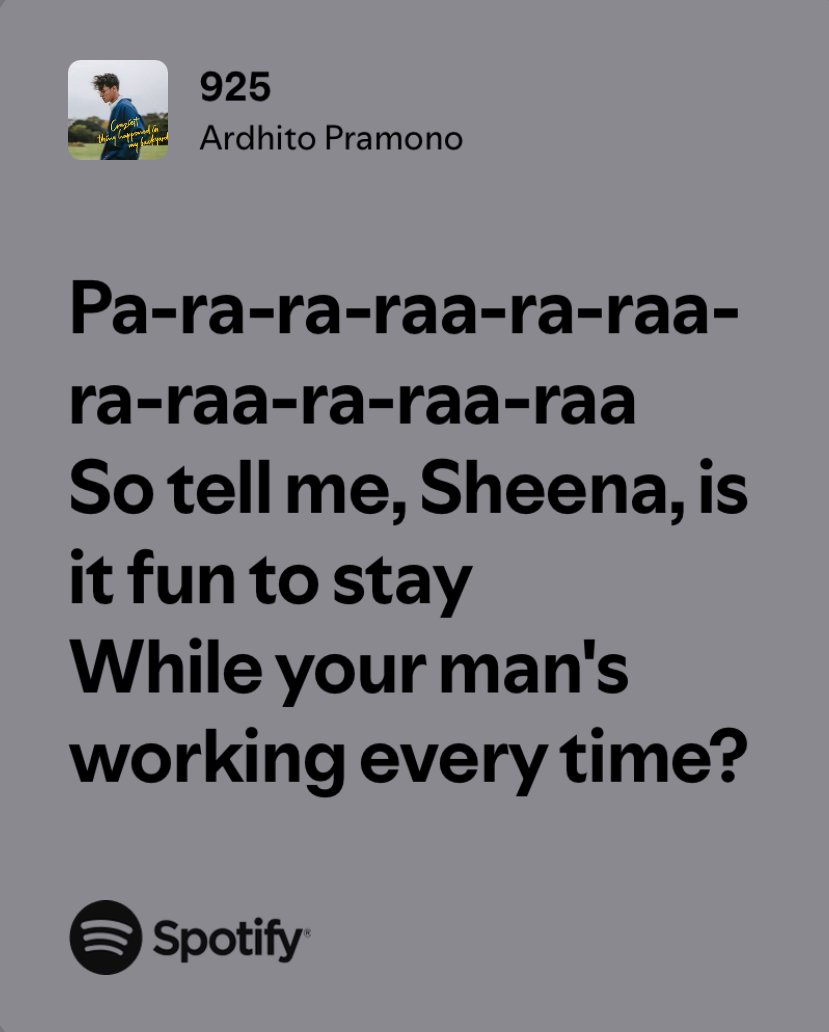 925
Ardhito Pramono
Craziest
thing happened in
my backyard
Pa-ra-ra-raa-ra-raa-
ra-raa-ra-raa-raa
So tell me, Sheena, is
it fun to stay
While your man's
working every time?
Spotify®